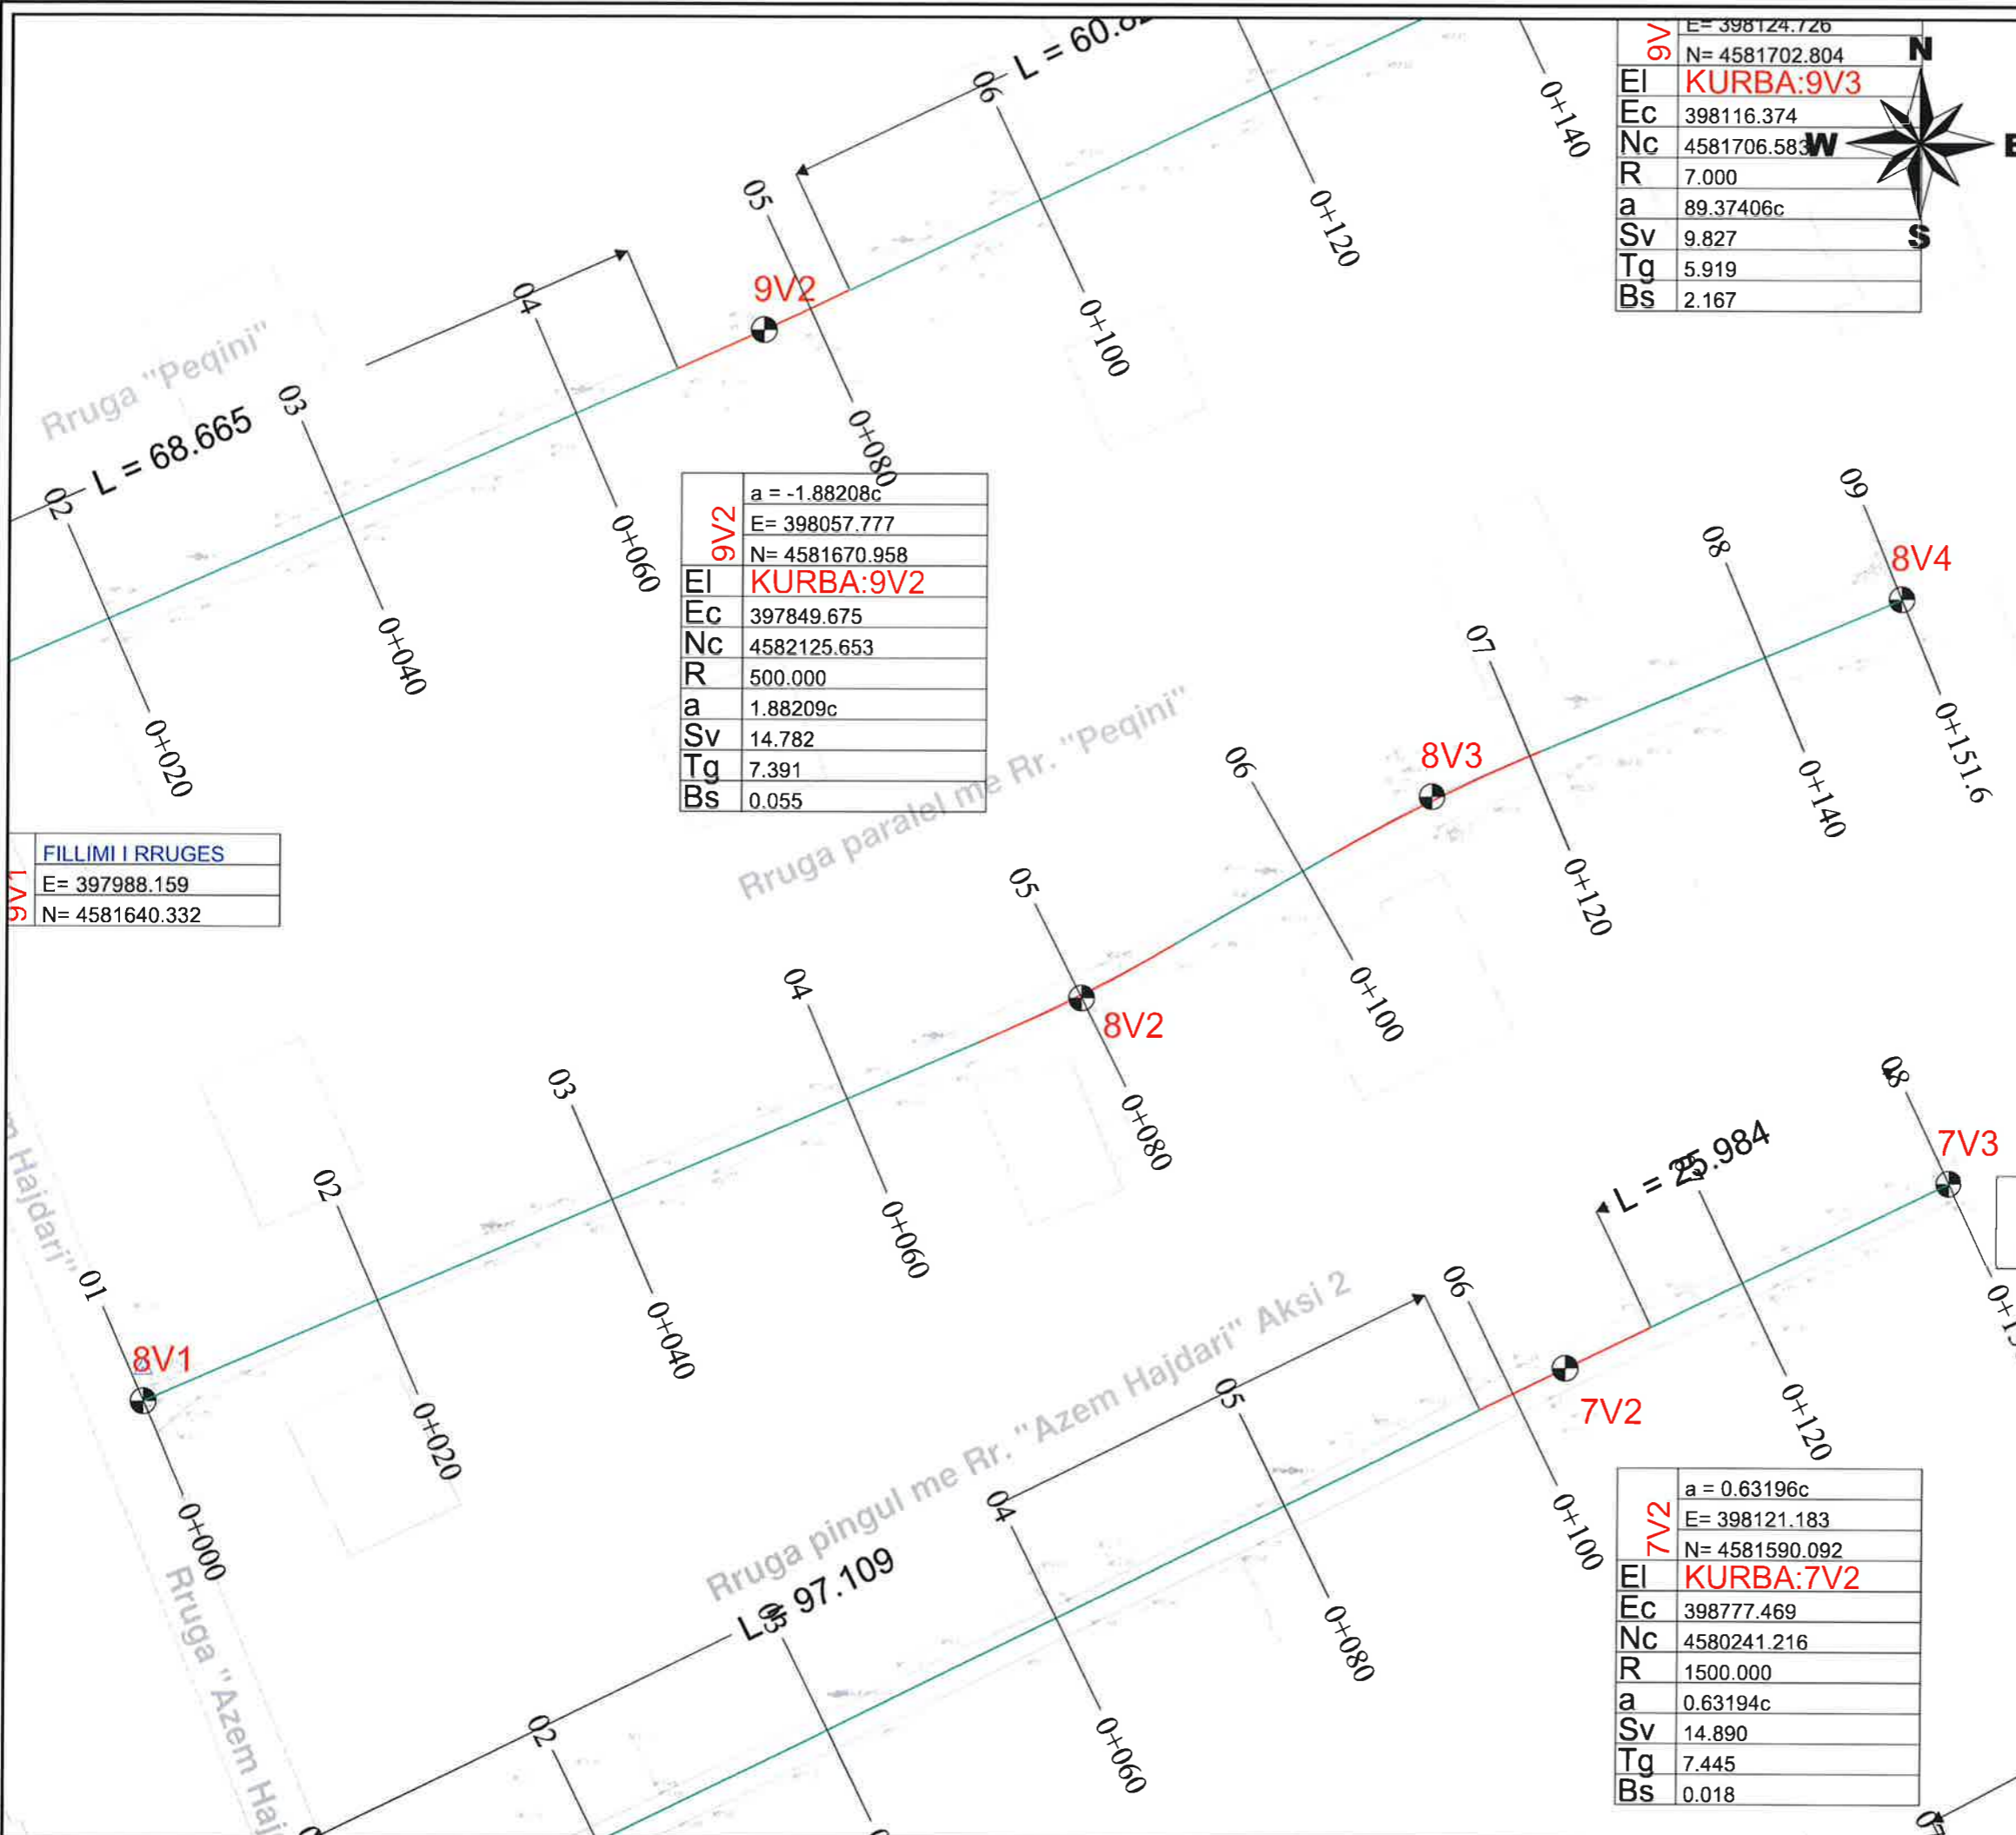 06
05
9V2
04
03
02
L = 68.665
Rruga "Peqini"
0+020
0+040
0+060
0+080
0+100
0+120
0+140
E= 398124.726
N= 4581702.804
El KURBA:9V3
Ec 398116.374
Nc 4581706.583
R 7.000
a 89.37406c
Sv 9.827
Tg 5.919
Bs 2.167
N
W
S
9V2
a = -1.88208c
E= 398057.777
N= 4581670.958
El KURBA:9V2
Ec 397849.675
Nc 4582125.653
R 500.000
a 1.88209c
Sv 14.782
Tg 7.391
Bs 0.055
9V1
FILLIMI I RRUGES
E= 397988.159
N= 4581640.332
Rruga paralel me Rr. "Peqini"
01
02
03
04
05
06
07
08
09
8V1
8V2
8V3
8V4
0+000
0+020
0+040
0+060
0+080
0+100
0+120
0+140
0+151.6
Hajdari"
Rruga "Azem
Rruga pingul me Rr. "Azem Hajdari" Aksi 2
L = 97.109
L = 25.984
02
03
04
05
06
08
7V2
7V3
0+060
0+080
0+100
0+120
7V2
a = 0.63196c
E= 398121.183
N= 4581590.092
El KURBA:7V2
Ec 398777.469
Nc 4580241.216
R 1500.000
a 0.63194c
Sv 14.890
Tg 7.445
Bs 0.018